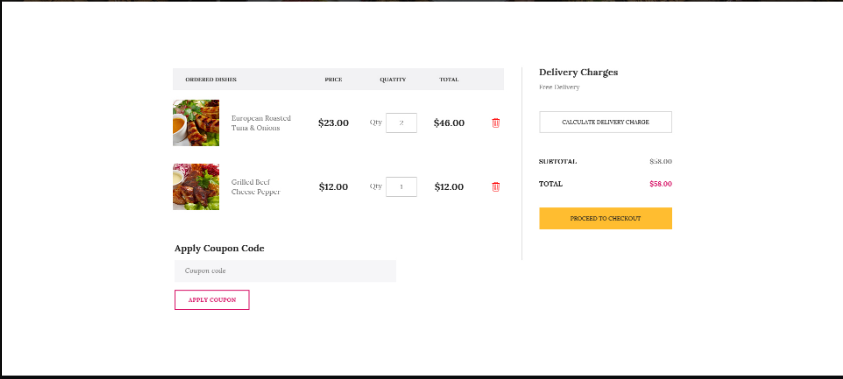 ORDERED DISHES PRICE QUATITY TOTAL
European Roasted
Tuna & Onions
$23.00 Qty 2 $46.00
Grilled Beef
Cheese Pepper
$12.00 Qty 1 $12.00
Apply Coupon Code
Coupon code
APPLY COUPON
Delivery Charges
Free Delivery
CALCULATE DELIVERY CHARGE
SUBTOTAL $58.00
TOTAL $58.00
PROCEED TO CHECKOUT